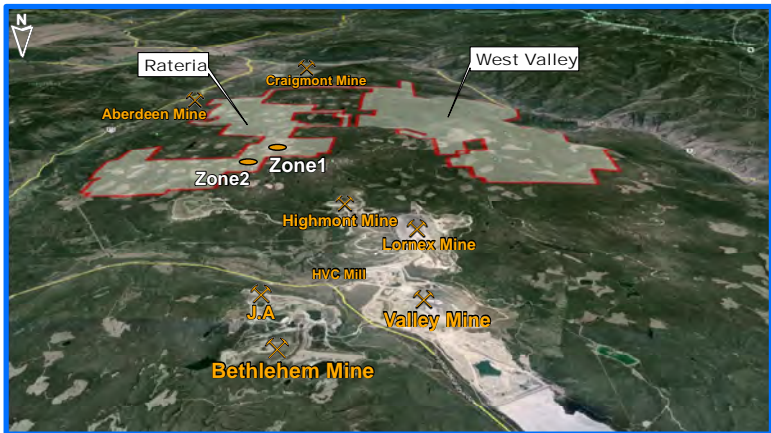 N
Rateria
West Valley
Craigmont Mine
Aberdeen Mine
Zone1
Zone2
Highmont Mine
Lornex Mine
HVC Mill
J.A
Valley Mine
Bethlehem Mine